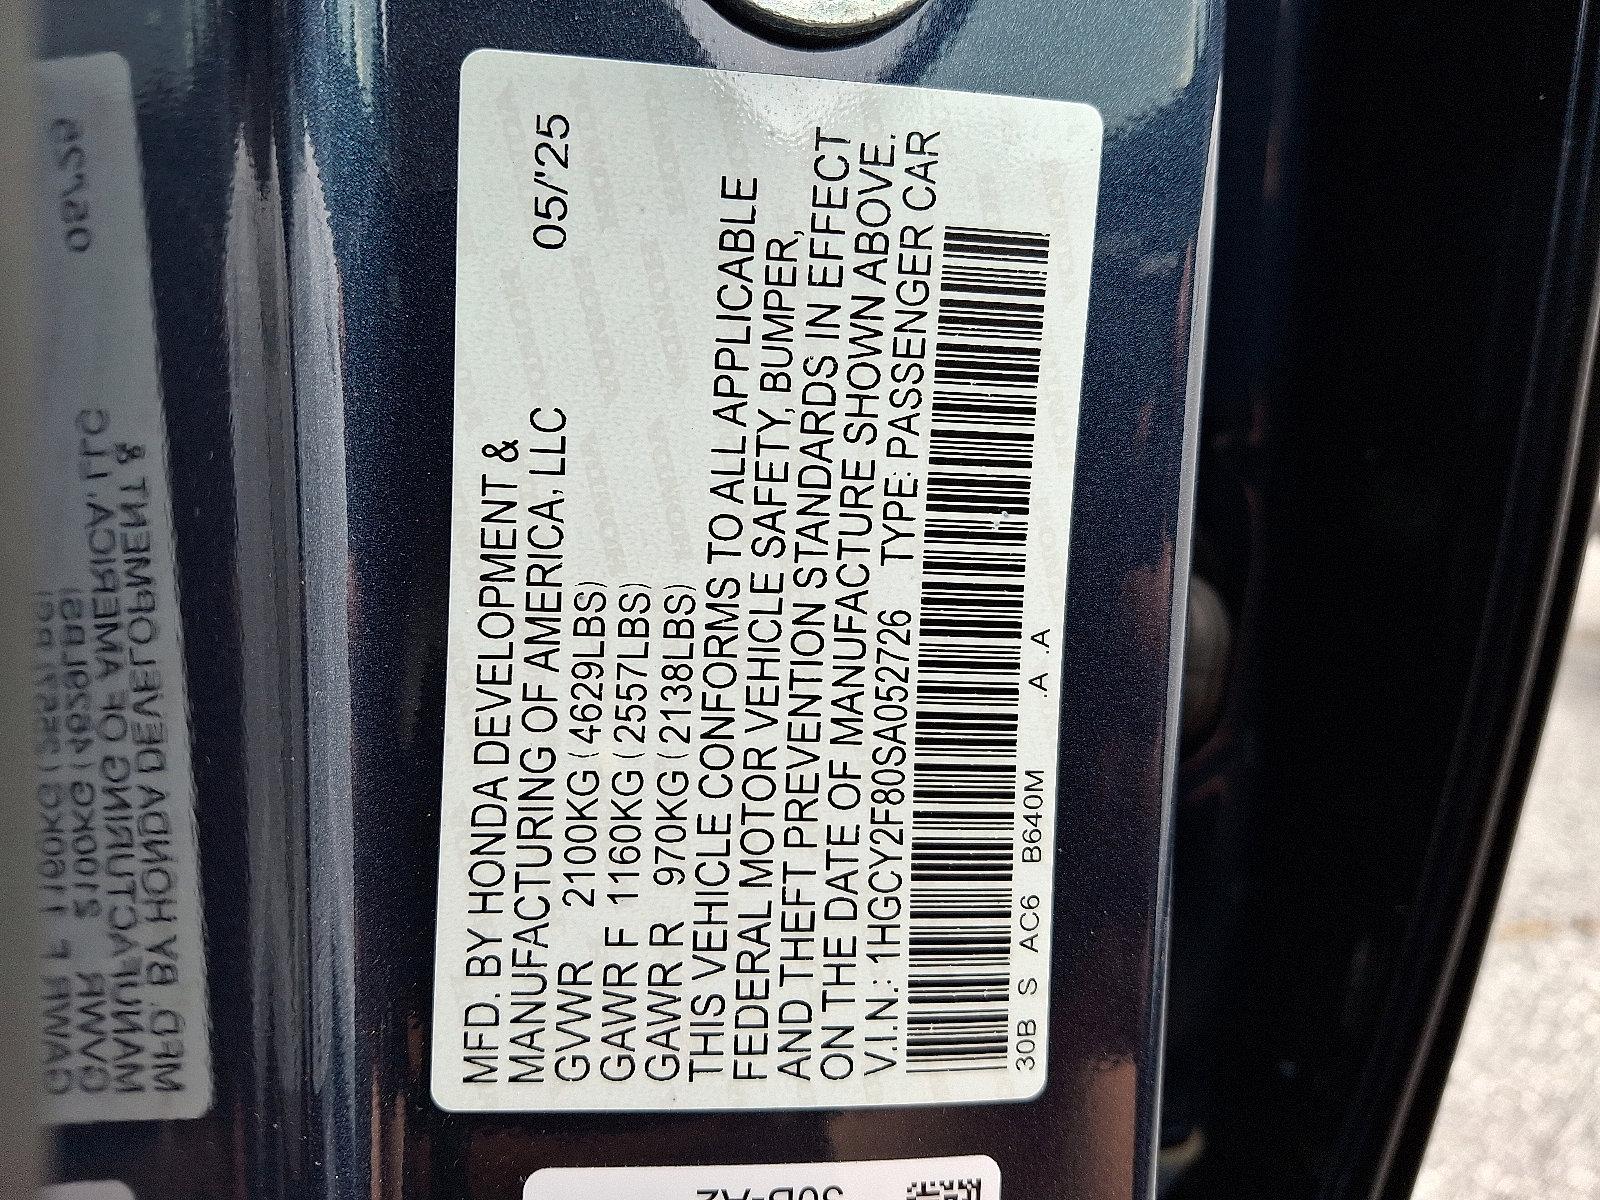 MFD. BY HONDA DEVELOPMENT &
MANUFACTURING OF AMERICA, LLC 05/'25
GVWR 2100KG (4629LBS)
GAWR F 1160KG (2557LBS)
GAWR R 970KG (2138LBS)
THIS VEHICLE CONFORMS TO ALL APPLICABLE
FEDERAL MOTOR VEHICLE SAFETY, BUMPER,
AND THEFT PREVENTION STANDARDS IN EFFECT
ON THE DATE OF MANUFACTURE SHOWN ABOVE.
V.I.N.: 1HGCY2F80SA052726 TYPE: PASSENGER CAR
30B S AC6 B640M .A .A